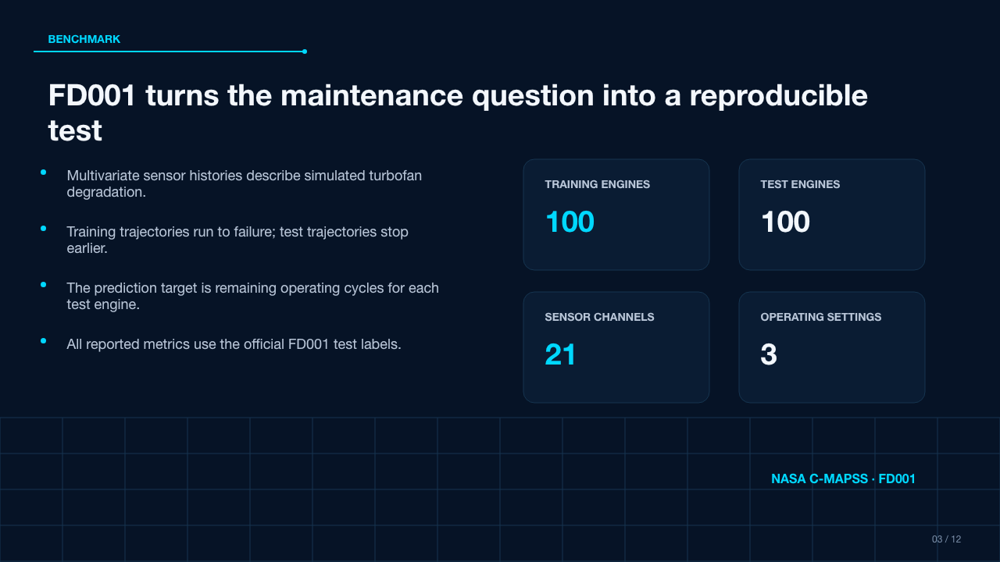 BENCHMARK
FD001 turns the maintenance question into a reproducible
test
• Multivariate sensor histories describe simulated turbofan
degradation.
• Training trajectories run to failure; test trajectories stop
earlier.
• The prediction target is remaining operating cycles for each
test engine.
• All reported metrics use the official FD001 test labels.
TRAINING ENGINES
100
TEST ENGINES
100
SENSOR CHANNELS
21
OPERATING SETTINGS
3
NASA C-MAPSS · FD001
03 / 12